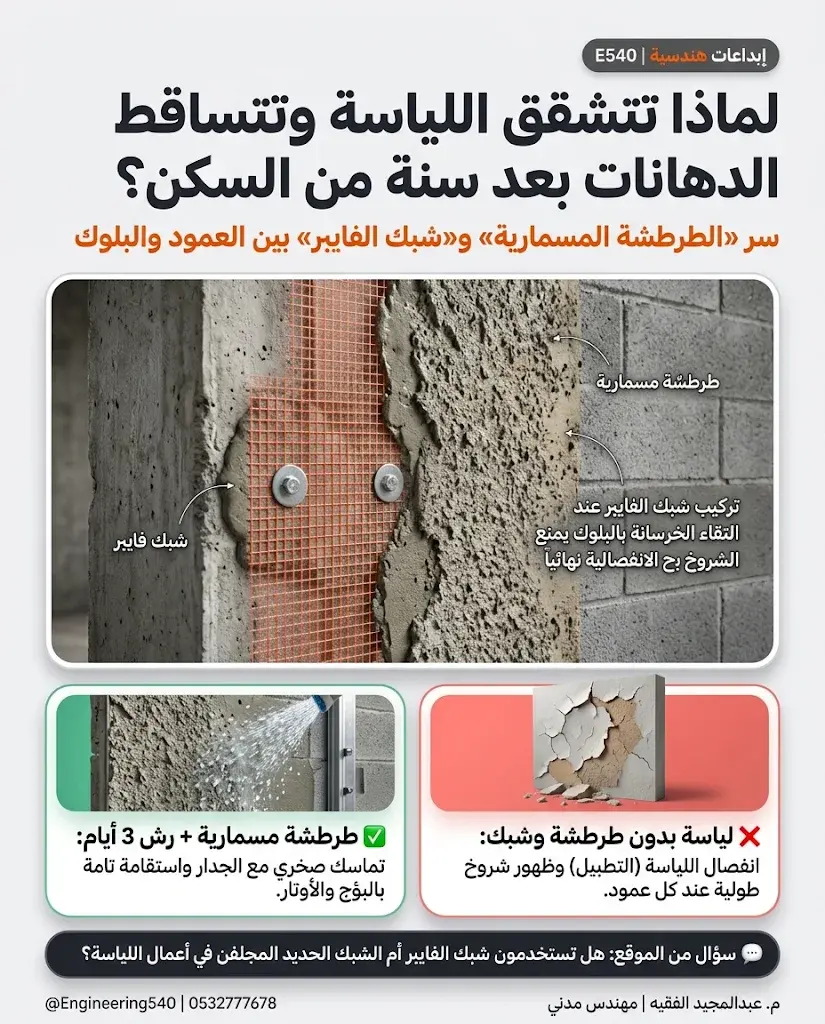 إبداعات هندسية | E540
لماذا تتشقق اللياسة وتتساقط
الدهانات بعد سنة من السكن؟
سر «الطرطشة المسمارية» و«شبك الفايبر» بين العمود والبلوك
طرطشة مسمارية
تركيب شبك الفايبر عند
التقاء الخرسانة بالبلوك يمنع
الشروخ بح الانفصالية نهائياً
شبك فايبر
❌ لياسة بدون طرطشة وشبك:
انفصال اللياسة (التطبيل) وظهور شروخ
طولية عند كل عمود.
✅ طرطشة مسمارية + رش 3 أيام:
تماسك صخري مع الجدار واستقامة تامة
بالبؤج والأوتار.
💬 سؤال من الموقع: هل تستخدمون شبك الفايبر أم الشبك الحديد المجلفن في أعمال اللياسة؟
م. عبدالمجيد الفقيه | مهندس مدني
@Engineering540 | 0532777678